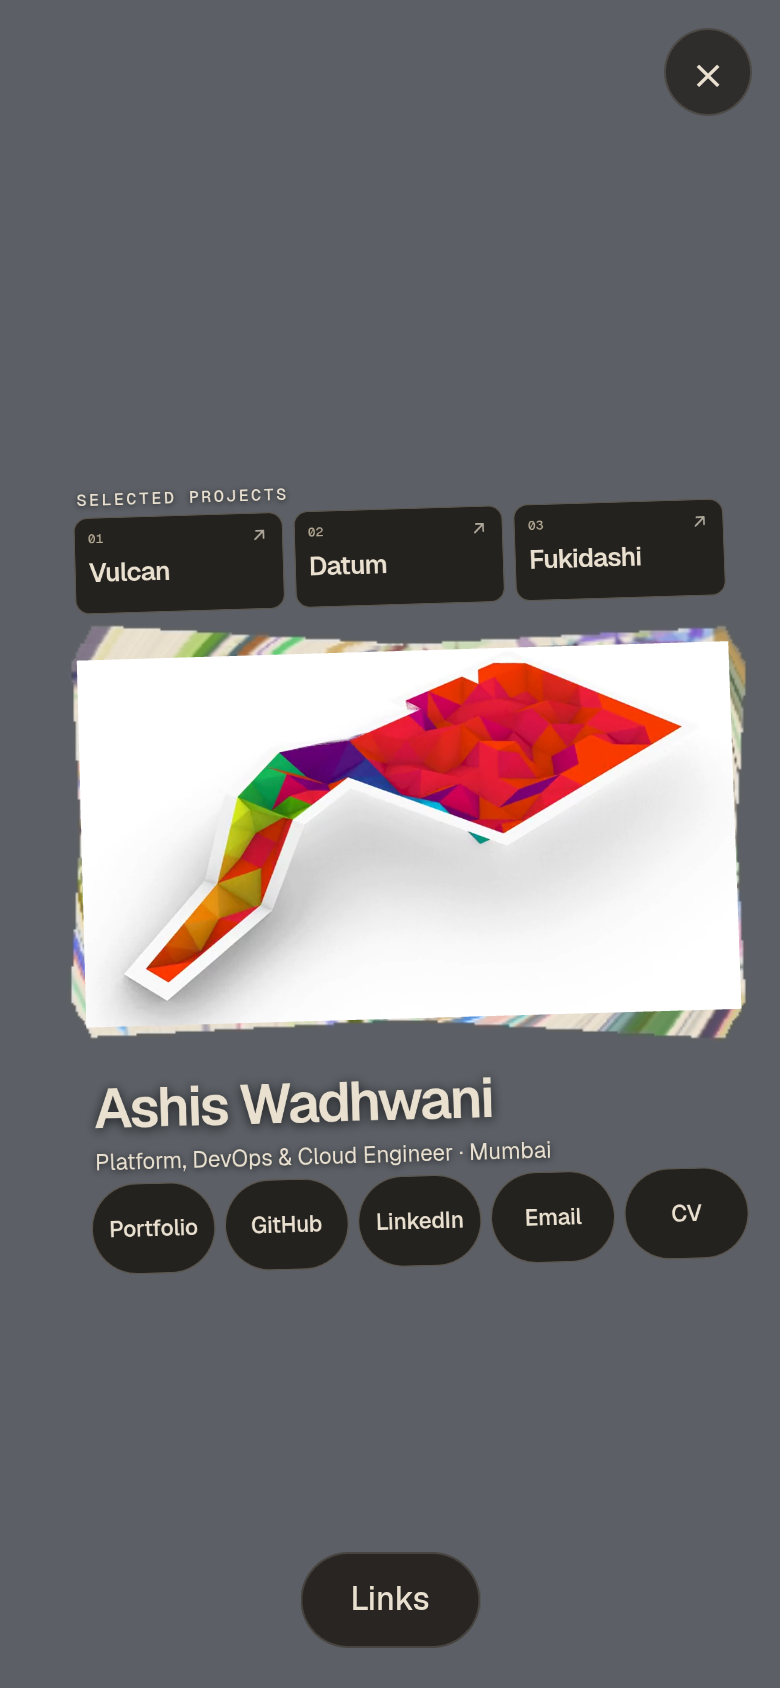 SELECTED PROJECTS
01
Vulcan
02
Datum
03
Fukidashi
Ashis Wadhwani
Platform, DevOps & Cloud Engineer · Mumbai
Portfolio
GitHub
LinkedIn
Email
CV
Links